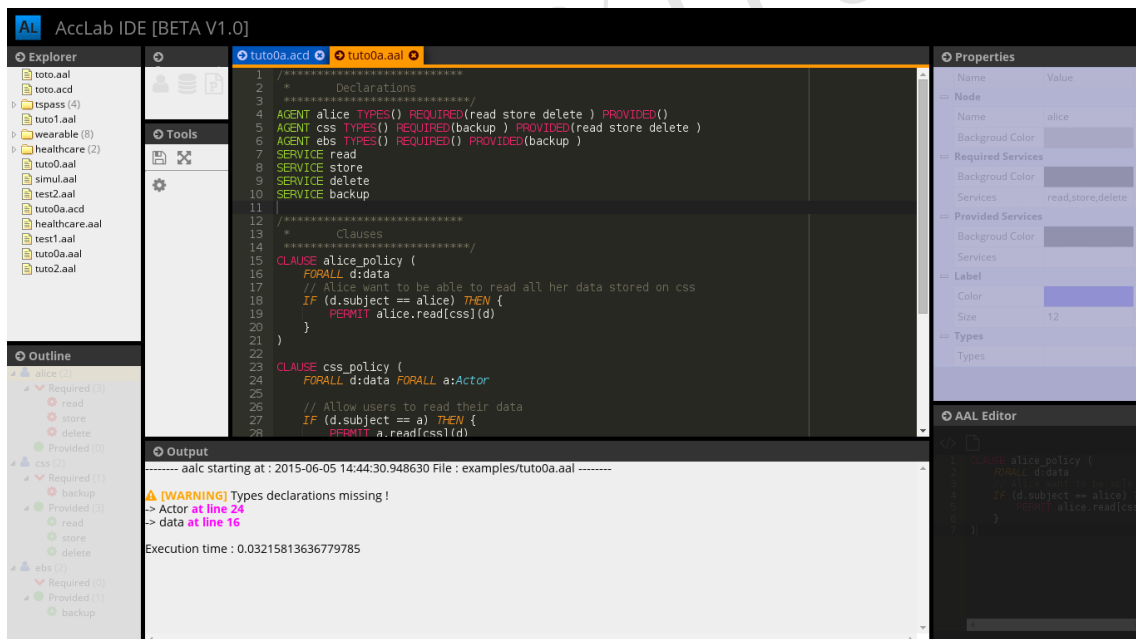 AL AccLab IDE [BETA V1.0]
Explorer
toto.aal
toto.acd
tspass (4)
tuto1.aal
wearable (8)
healthcare (2)
tuto0.aal
simul.aal
test2.aal
tuto0a.acd
healthcare.aal
test1.aal
tuto0a.aal
tuto2.aal
Outline
alice (2)
Required (3)
read
store
delete
Provided (0)
css (2)
Required (1)
backup
Provided (3)
read
store
delete
ebs (2)
Required (0)
Provided (1)
backup
Tools
tuto0a.acd tuto0a.aal
1 /***************************
2 * Declarations
3 ****************************/
4 AGENT alice TYPES() REQUIRED(read store delete ) PROVIDED()
5 AGENT css TYPES() REQUIRED(backup ) PROVIDED(read store delete )
6 AGENT ebs TYPES() REQUIRED() PROVIDED(backup )
7 SERVICE read
8 SERVICE store
9 SERVICE delete
10 SERVICE backup
11
12 /***************************
13 * Clauses
14 ****************************/
15 CLAUSE alice_policy (
16 FORALL d:data
17 // Alice want to be able to read all her data stored on css
18 IF (d.subject == alice) THEN {
19 PERMIT alice.read[css](d)
20 }
21 )
22
23 CLAUSE css_policy (
24 FORALL d:data FORALL a:Actor
25
26 // Allow users to read their data
27 IF (d.subject == a) THEN {
28 PERMIT a.read[css](d)
Output
-------- aalc starting at : 2015-06-05 14:44:30.948630 File : examples/tuto0a.aal --------
[WARNING] Types declarations missing !
-> Actor at line 24
-> data at line 16
Execution time : 0.03215813636779785
Properties
Name Value
Node
Name alice
Backgroud Color
Required Services
Backgroud Color
Services read,store,delete
Provided Services
Backgroud Color
Services
Label
Color
Size 12
Types
Types
AAL Editor
1 CLAUSE alice_policy (
2 FORALL d:data
3 // Alice want to be able
4 IF (d.subject == alice)
5 PERMIT alice.read[css
6 }
7 )